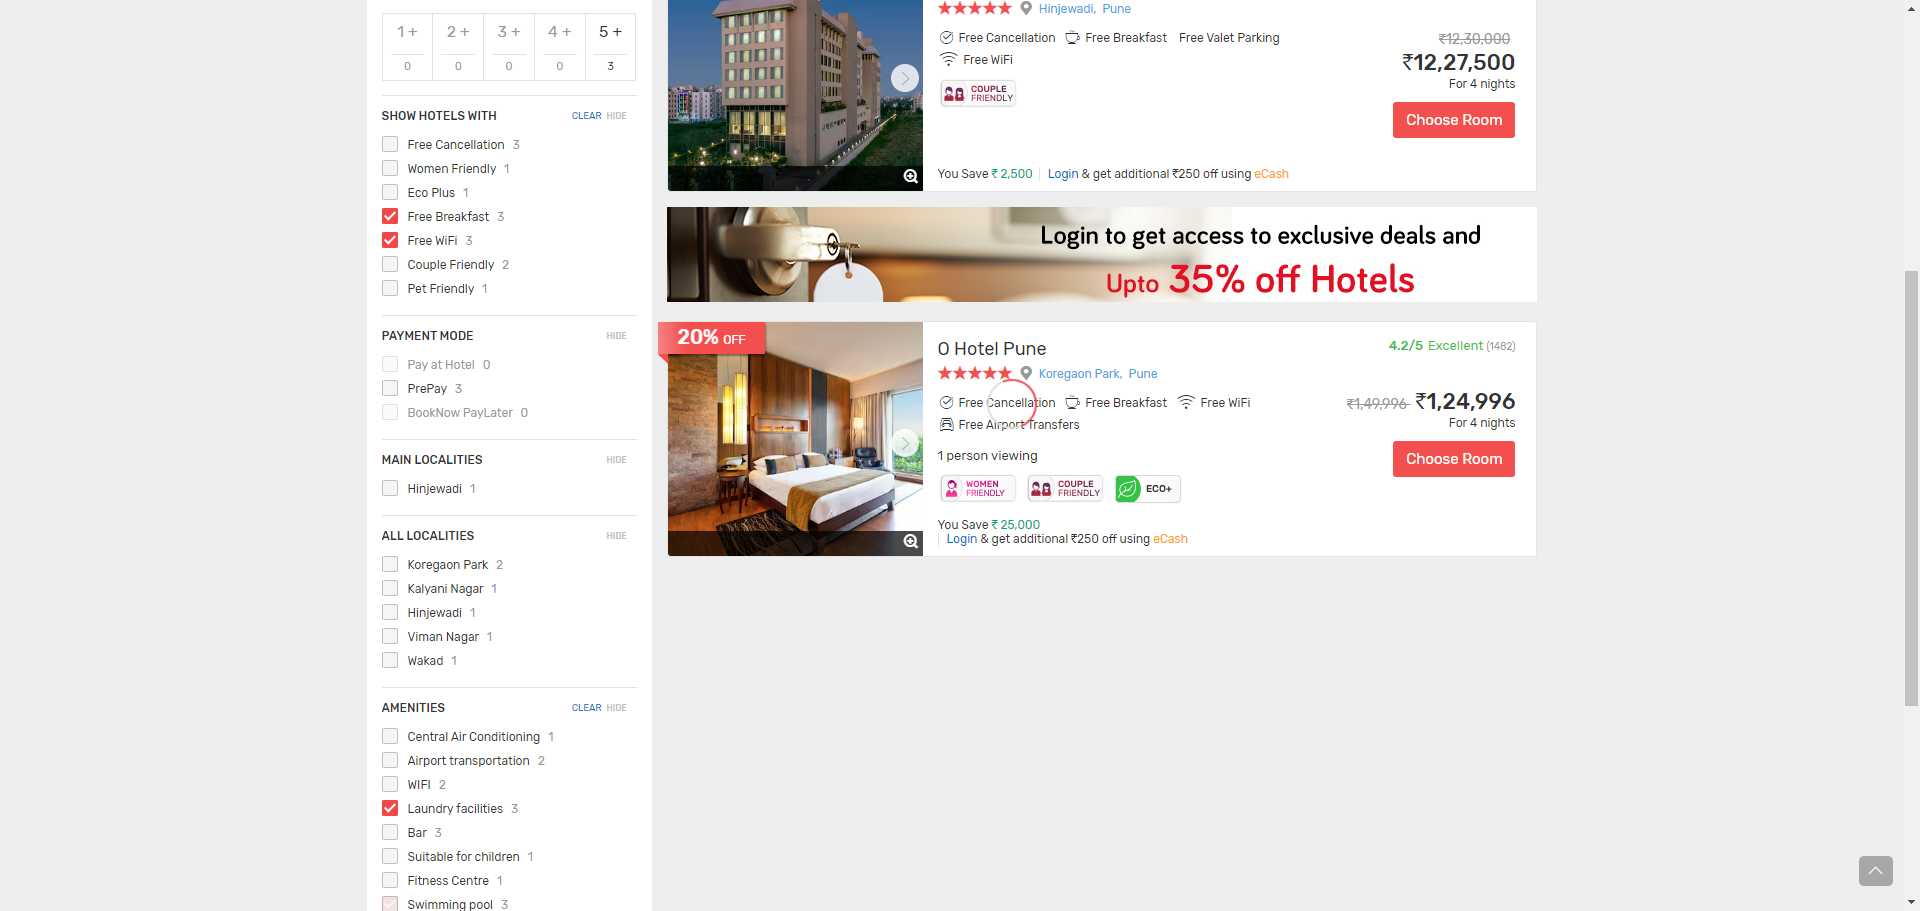 1 +
2 +
3 +
4 +
5 +
0
0
0
0
3
SHOW HOTELS WITH
CLEAR HIDE
Free Cancellation 3
Women Friendly 1
Eco Plus 1
Free Breakfast 3
Free WiFi 3
Couple Friendly 2
Pet Friendly 1
PAYMENT MODE
HIDE
Pay at Hotel 0
PrePay 3
BookNow PayLater 0
MAIN LOCALITIES
HIDE
Hinjewadi 1
ALL LOCALITIES
HIDE
Koregaon Park 2
Kalyani Nagar 1
Hinjewadi 1
Viman Nagar 1
Wakad 1
AMENITIES
CLEAR HIDE
Central Air Conditioning 1
Airport transportation 2
WIFI 2
Laundry facilities 3
Bar 3
Suitable for children 1
Fitness Centre 1
Swimming pool 3
Hinjewadi, Pune
Free Cancellation Free Breakfast Free Valet Parking
Free WiFi
COUPLE
FRIENDLY
₹12,30,000
₹12,27,500
For 4 nights
Choose Room
You Save ₹ 2,500 Login & get additional ₹250 off using eCash
Login to get access to exclusive deals and
Upto 35% off Hotels
20% OFF
O Hotel Pune
4.2/5 Excellent (1482)
Koregaon Park, Pune
Free Cancellation Free Breakfast Free WiFi
Free Airport Transfers
₹1,49,996 ₹1,24,996
For 4 nights
Choose Room
1 person viewing
WOMEN
FRIENDLY
COUPLE
FRIENDLY
ECO+
You Save ₹ 25,000
Login & get additional ₹250 off using eCash